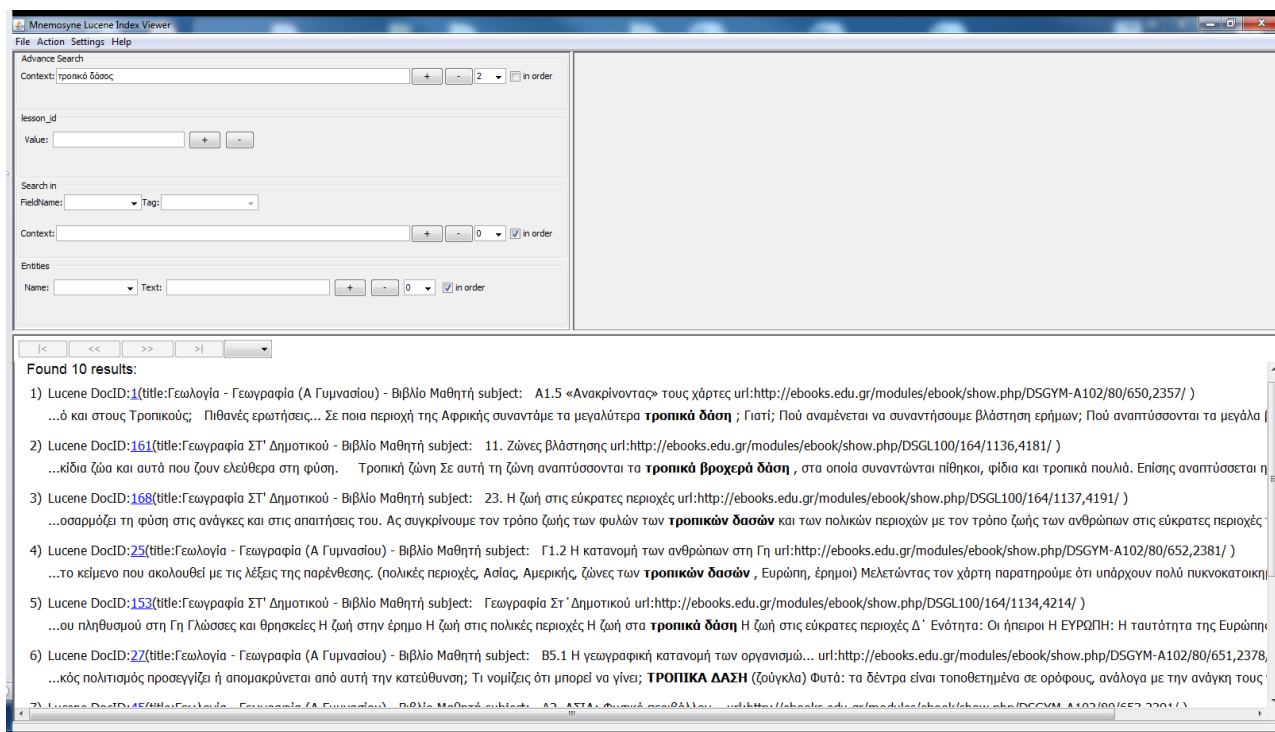 Mnemosyne Lucene Index Viewer
File Action Settings Help
Advance Search
Context: τροπικό δάσος + - 2 in order
lesson_id
Value: + -
Search in
FieldName: Tag:
Context: + - 0 in order
Entities
Name: Text: + - 0 in order
|< << >> >|
Found 10 results:
1) Lucene DocID:1(title:Γεωλογία - Γεωγραφία (Α Γυμνασίου) - Βιβλίο Μαθητή subject: Α1.5 «Ανακρίνοντας» τους χάρτες url:http://ebooks.edu.gr/modules/ebook/show.php/DSGYM-A102/80/650,2357/ )
...ό και στους Τροπικούς; Πιθανές ερωτήσεις... Σε ποια περιοχή της Αφρικής συναντάμε τα μεγαλύτερα τροπικά δάση ; Γιατί; Πού αναμένεται να συναντήσουμε βλάστηση ερήμων; Πού αναπτύσσονται τα μεγάλα
2) Lucene DocID:161(title:Γεωγραφία ΣΤ' Δημοτικού - Βιβλίο Μαθητή subject: 11. Ζώνες βλάστησης url:http://ebooks.edu.gr/modules/ebook/show.php/DSGL100/164/1136,4181/ )
...κίδια ζώα και αυτά που ζουν ελεύθερα στη φύση. Τροπική ζώνη Σε αυτή τη ζώνη αναπτύσσονται τα τροπικά βροχερά δάση , στα οποία συναντώνται πίθηκοι, φίδια και τροπικά πουλιά. Επίσης αναπτύσσεται η
3) Lucene DocID:168(title:Γεωγραφία ΣΤ' Δημοτικού - Βιβλίο Μαθητή subject: 23. Η ζωή στις εύκρατες περιοχές url:http://ebooks.edu.gr/modules/ebook/show.php/DSGL100/164/1137,4191/ )
...οσαρμόζει τη φύση στις ανάγκες και στις απαιτήσεις του. Ας συγκρίνουμε τον τρόπο ζωής των φυλών των τροπικών δασών και των πολικών περιοχών με τον τρόπο ζωής των ανθρώπων στις εύκρατες περιοχές
4) Lucene DocID:25(title:Γεωλογία - Γεωγραφία (Α Γυμνασίου) - Βιβλίο Μαθητή subject: Γ1.2 Η κατανομή των ανθρώπων στη Γη url:http://ebooks.edu.gr/modules/ebook/show.php/DSGYM-A102/80/652,2381/ )
...το κείμενο που ακολουθεί με τις λέξεις της παρένθεσης. (πολικές περιοχές, Ασίας, Αμερικής, ζώνες των τροπικών δασών , Ευρώπη, έρημοι) Μελετώντας τον χάρτη παρατηρούμε ότι υπάρχουν πολύ πυκνοκατοικη
5) Lucene DocID:153(title:Γεωγραφία ΣΤ' Δημοτικού - Βιβλίο Μαθητή subject: Γεωγραφία Στ΄Δημοτικού url:http://ebooks.edu.gr/modules/ebook/show.php/DSGL100/164/1134,4214/ )
...ου πληθυσμού στη Γη Γλώσσες και θρησκείες Η ζωή στην έρημο Η ζωή στις πολικές περιοχές Η ζωή στα τροπικά δάση Η ζωή στις εύκρατες περιοχές Δ΄ Ενότητα: Οι ήπειροι Η ΕΥΡΩΠΗ: Η ταυτότητα της Ευρώπης
6) Lucene DocID:27(title:Γεωλογία - Γεωγραφία (Α Γυμνασίου) - Βιβλίο Μαθητή subject: Β5.1 Η γεωγραφική κατανομή των οργανισμώ... url:http://ebooks.edu.gr/modules/ebook/show.php/DSGYM-A102/80/651,2378,
...κός πολιτισμός προσεγγίζει ή απομακρύνεται από αυτή την κατεύθυνση; Τι νομίζεις ότι μπορεί να γίνει; ΤΡΟΠΙΚΑ ΔΑΣΗ (ζούγκλα) Φυτά: τα δέντρα είναι τοποθετημένα σε ορόφους, ανάλογα με την ανάγκη τους